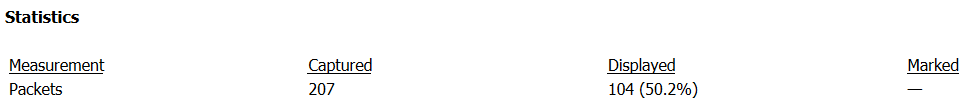 Statistics
Measurement Captured Displayed Marked
Packets 207 104 (50.2%) —